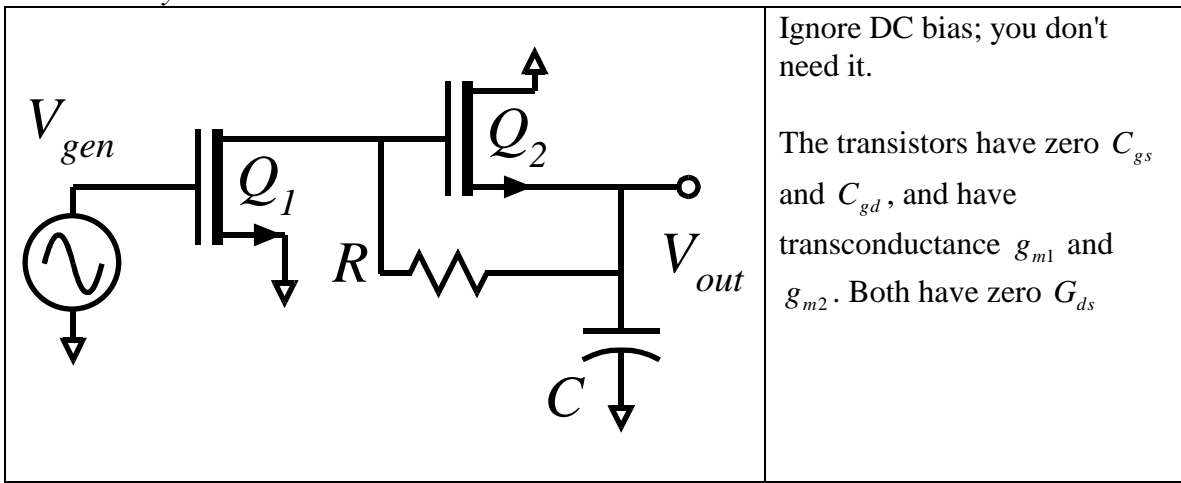 V_gen
Q_1
Q_2
R
V_out
C
Ignore DC bias; you don't
need it.
The transistors have zero C_gs
and C_gd, and have
transconductance g_m1 and
g_m2. Both have zero G_ds